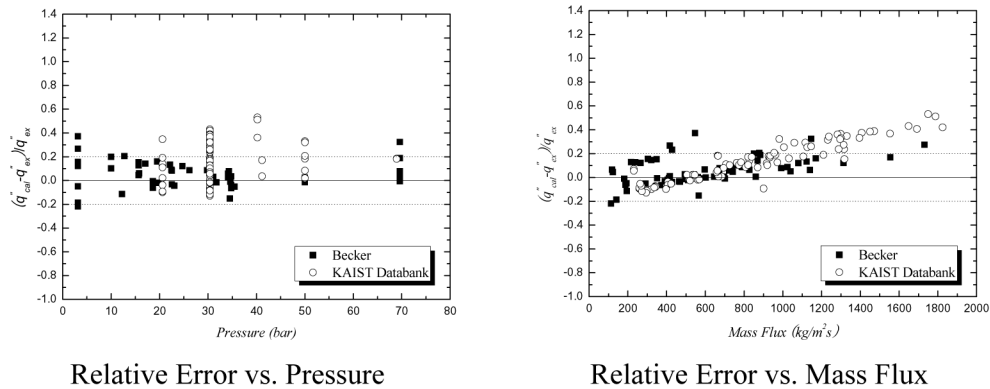 1.4
1.2
1.0
0.8
0.6
0.4
0.2
0.0
-0.2
-0.4
-0.6
-0.8
-1.0
(q"cal-q"ex)/q"ex
0 10 20 30 40 50 60 70 80
Pressure (bar)
Becker
KAIST Databank
Relative Error vs. Pressure
1.4
1.2
1.0
0.8
0.6
0.4
0.2
0.0
-0.2
-0.4
-0.6
-0.8
-1.0
(q"cal-q"ex)/q"ex
0 200 400 600 800 1000 1200 1400 1600 1800 2000
Mass Flux (kg/m²s)
Becker
KAIST Databank
Relative Error vs. Mass Flux